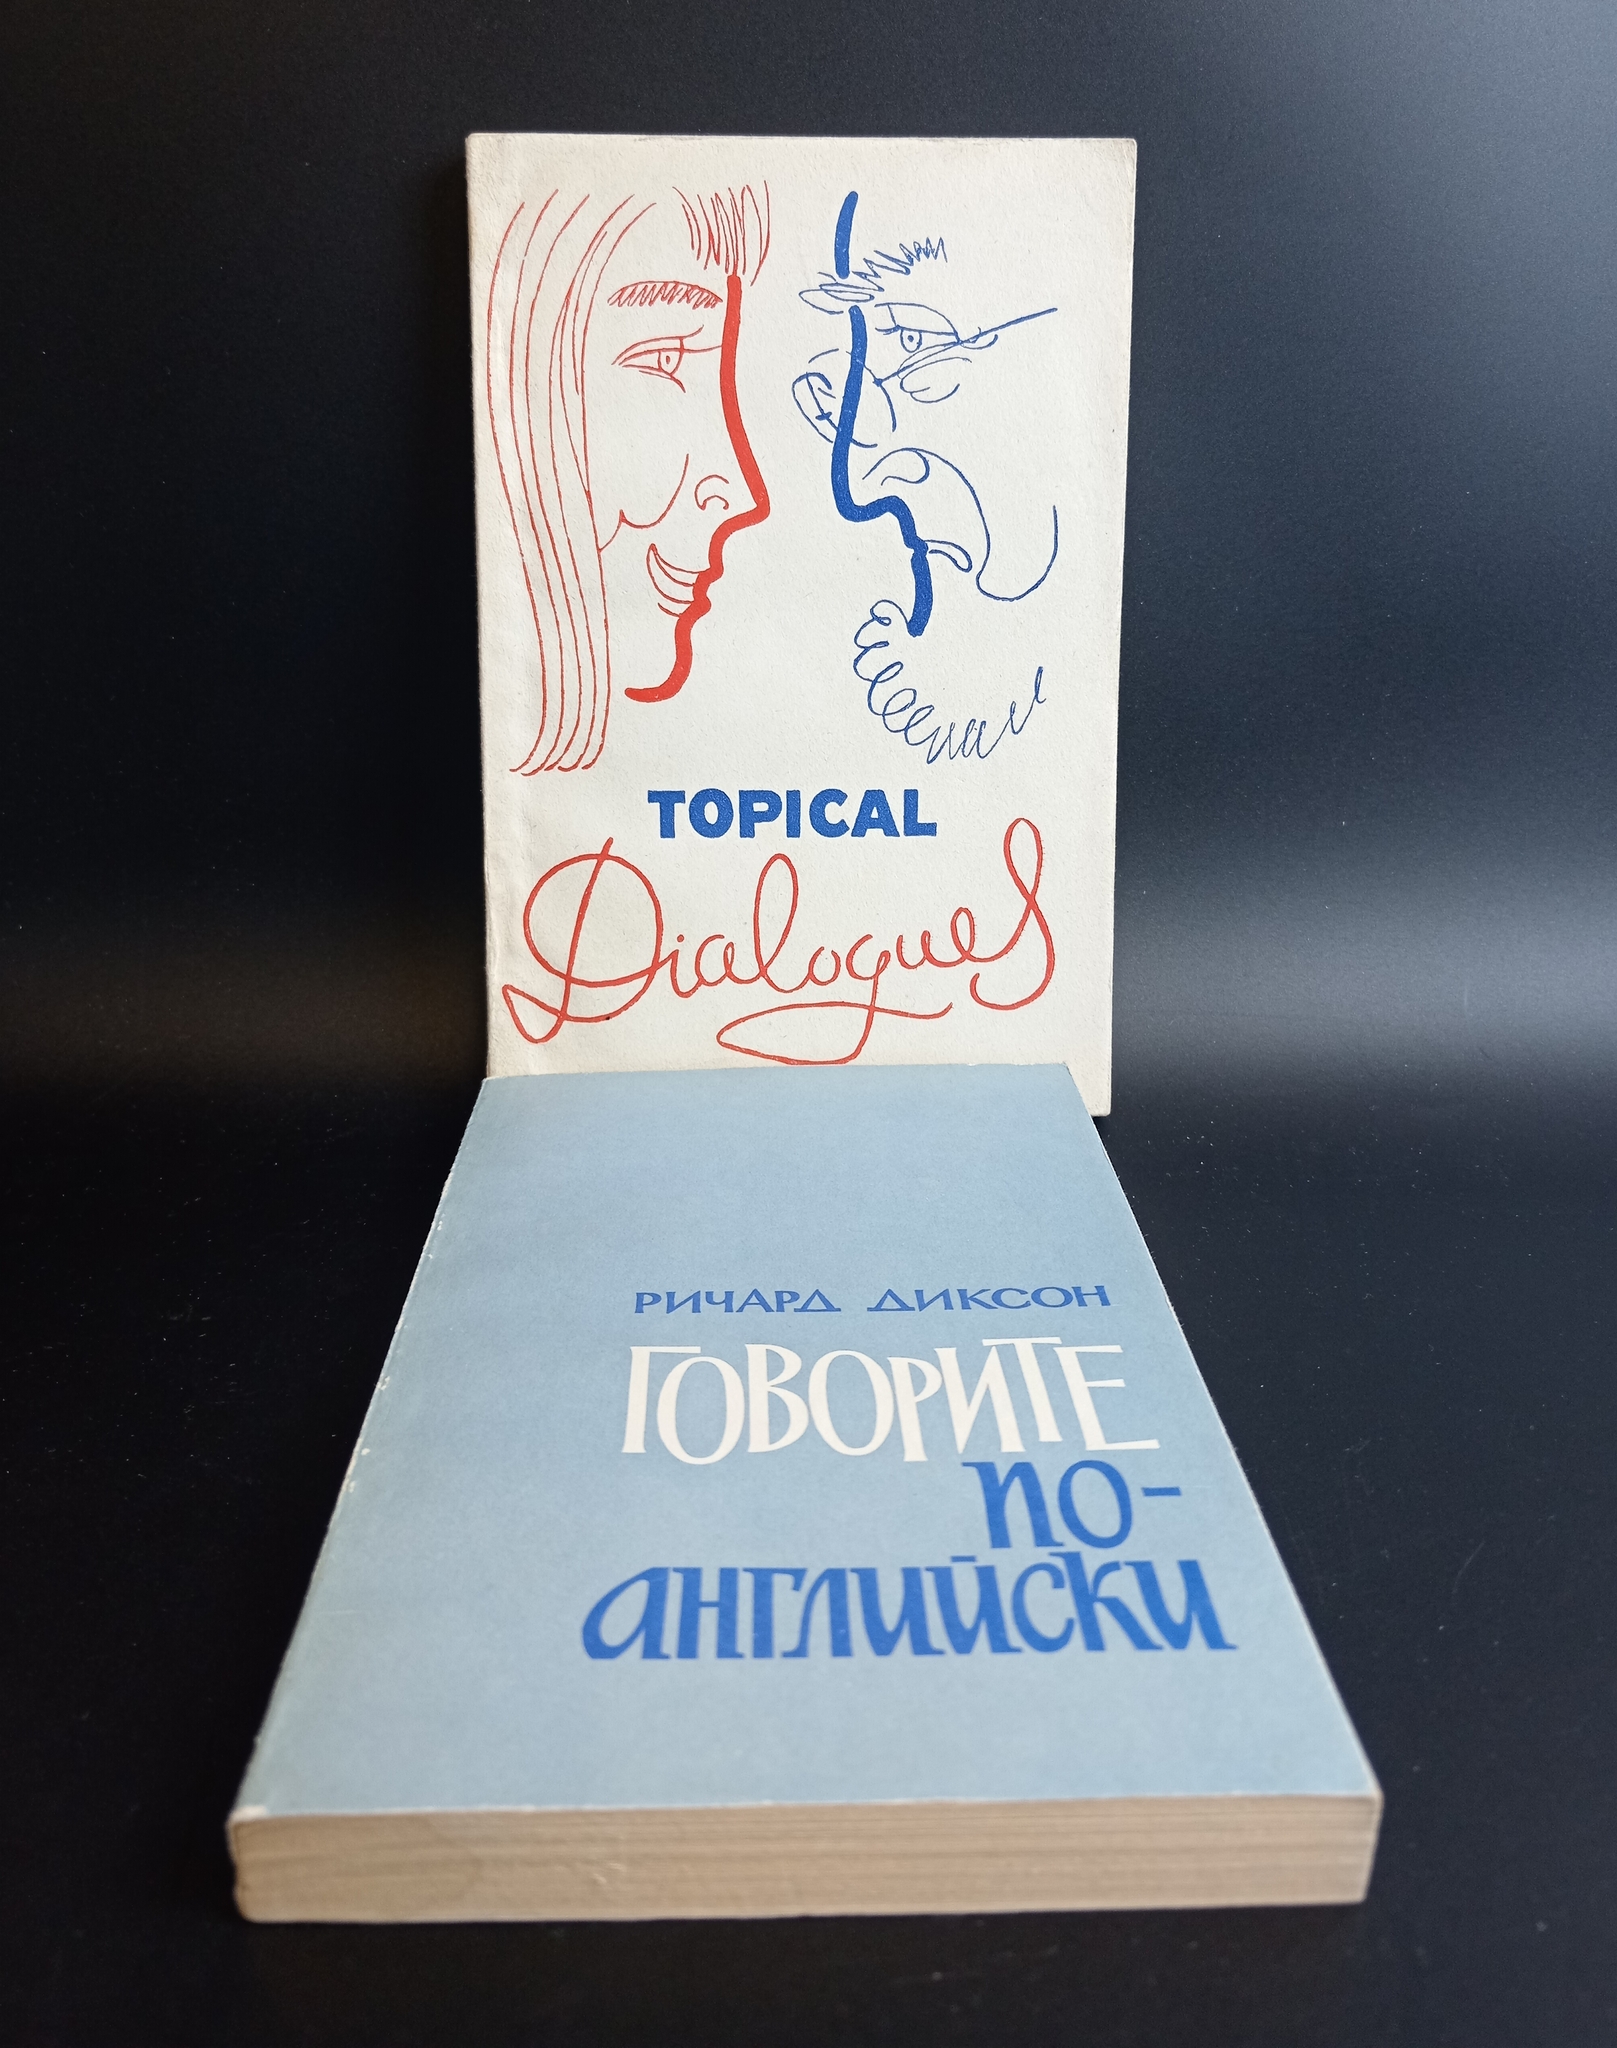 TOPICAL
Dialogues
РИЧАРД ДИКСОН
ГОВОРИТЕ
ПО-
АНГЛИЙСКИ